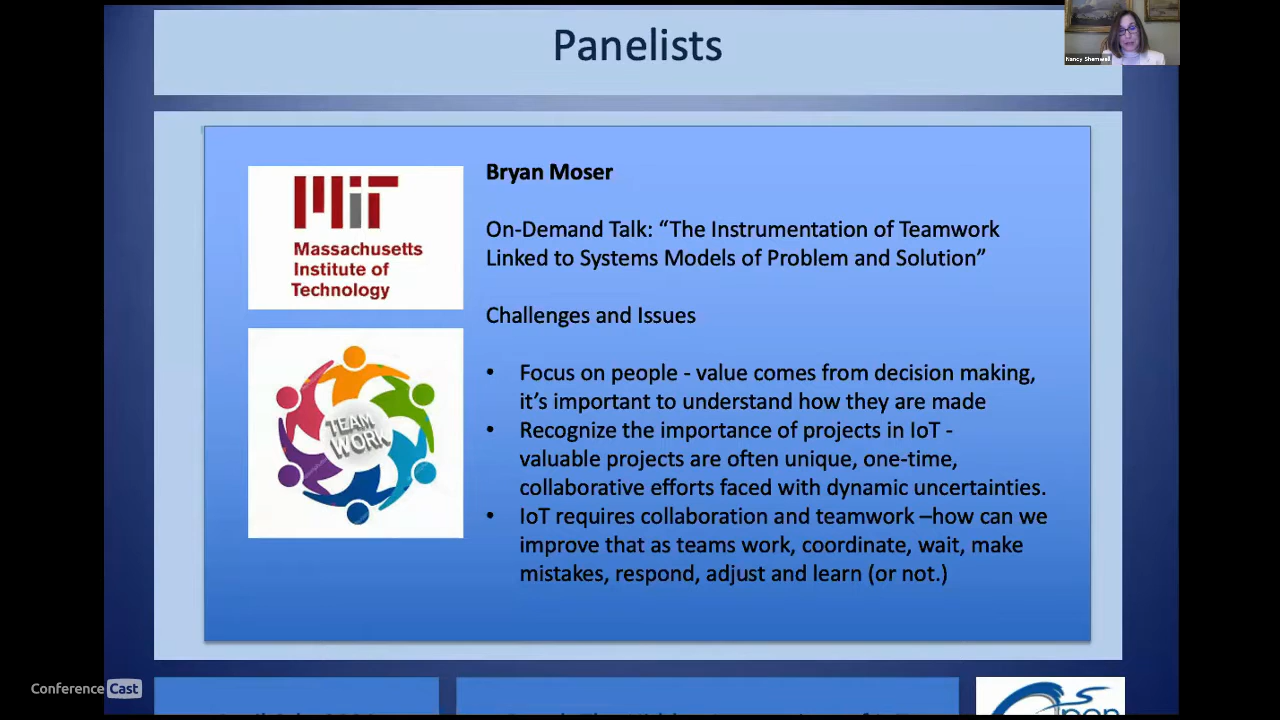 Panelists
Nancy Shemwell
MIT
Massachusetts
Institute of
Technology
Bryan Moser
On-Demand Talk: “The Instrumentation of Teamwork
Linked to Systems Models of Problem and Solution”
Challenges and Issues
• Focus on people - value comes from decision making,
it’s important to understand how they are made
• Recognize the importance of projects in IoT -
valuable projects are often unique, one-time,
collaborative efforts faced with dynamic uncertainties.
• IoT requires collaboration and teamwork –how can we
improve that as teams work, coordinate, wait, make
mistakes, respond, adjust and learn (or not.)
TEAM
WORK
ConferenceCast